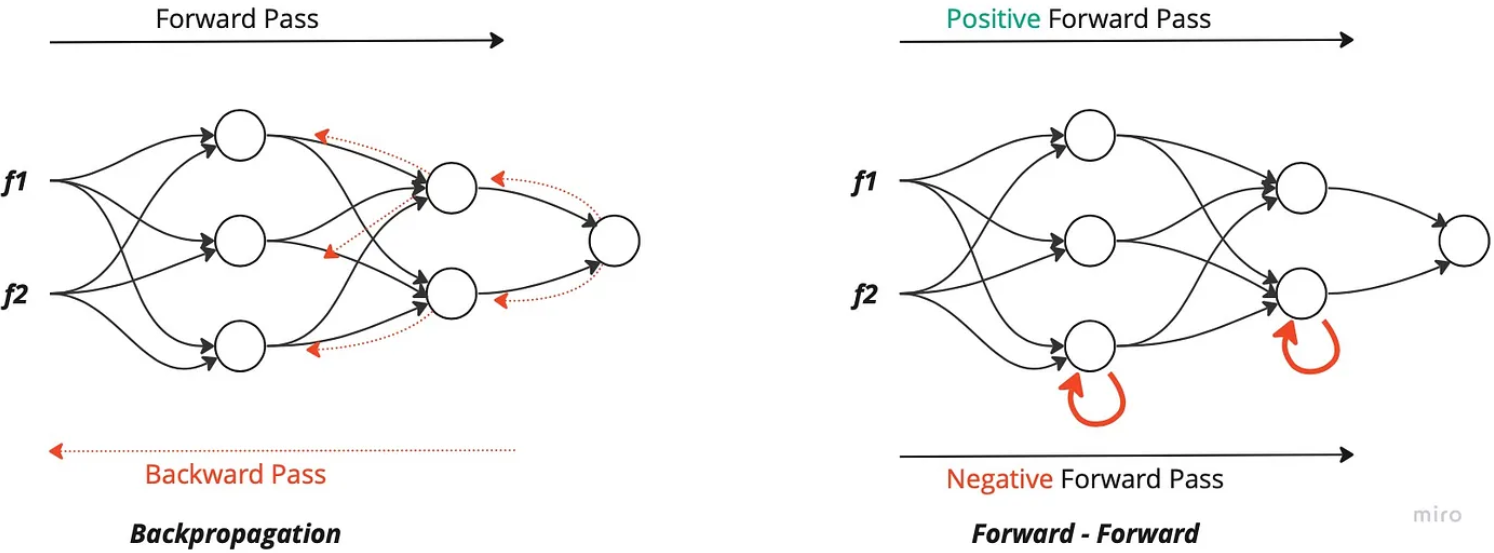 Forward Pass
f1
f2
Backward Pass
Backpropagation
Positive Forward Pass
f1
f2
Negative Forward Pass
Forward - Forward
miro